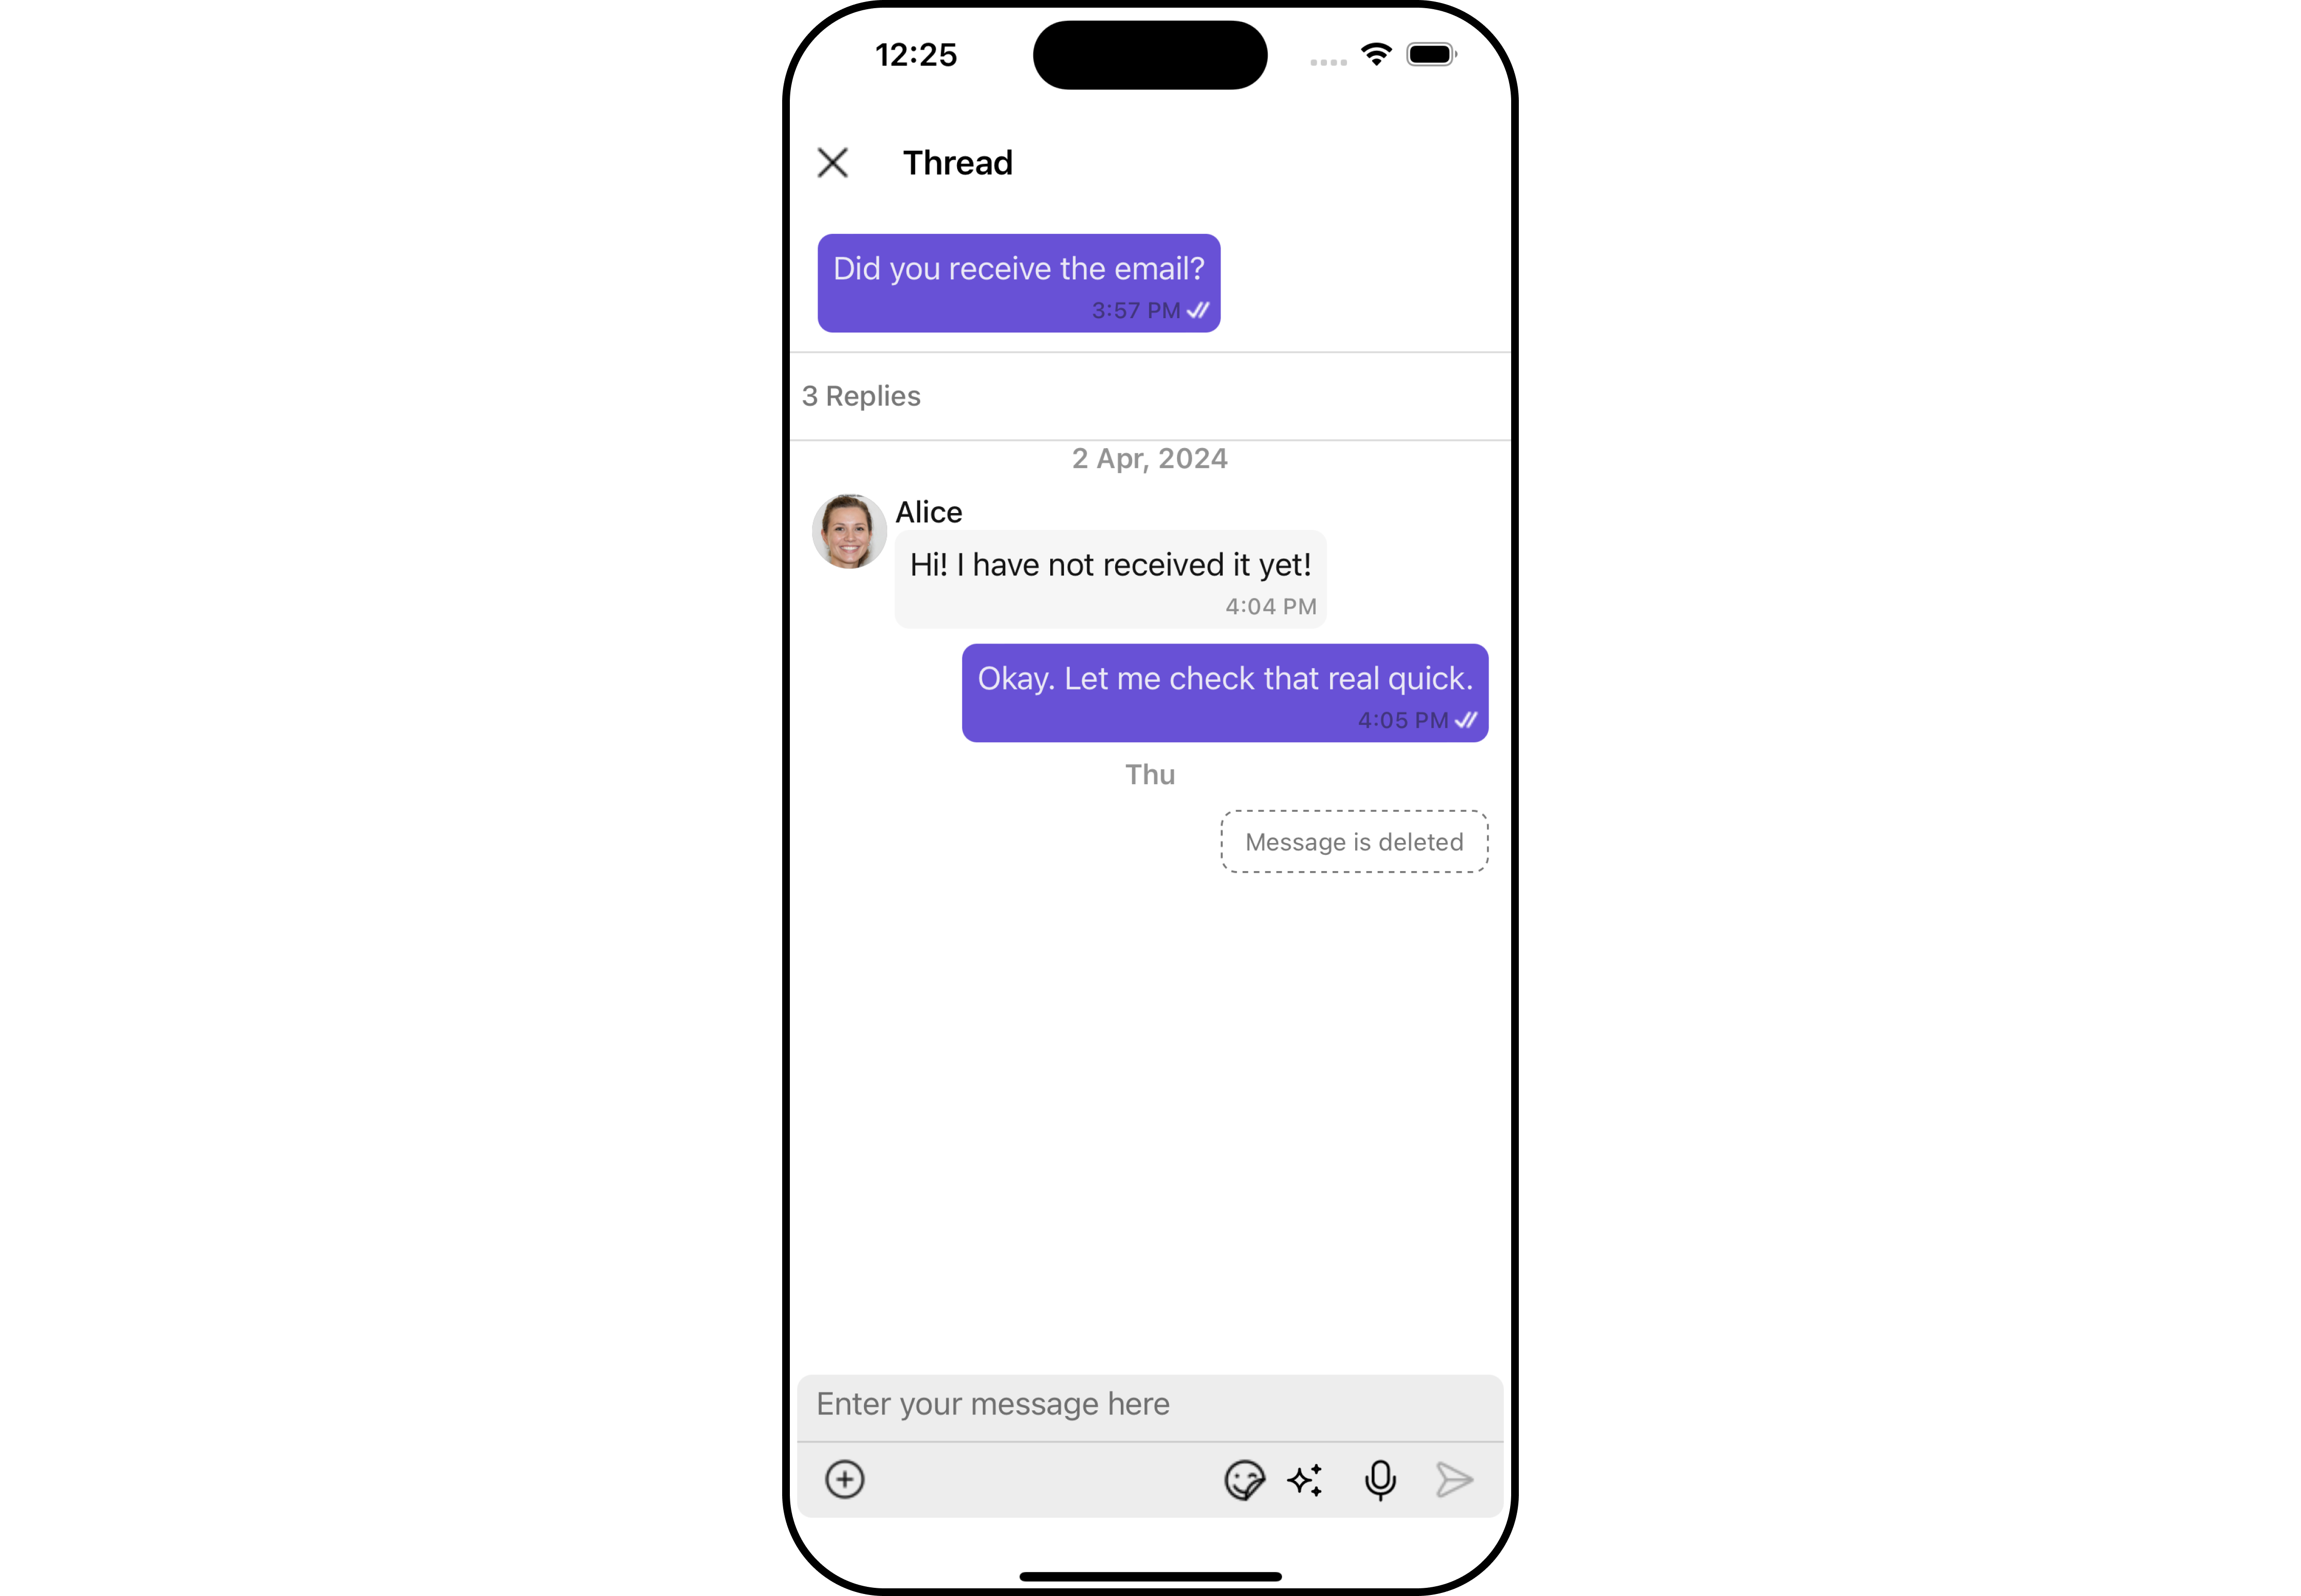 12:25
Thread
Did you receive the email?
3:57 PM
3 Replies
2 Apr, 2024
Alice
Hi! I have not received it yet!
4:04 PM
Okay. Let me check that real quick.
4:05 PM
Thu
Message is deleted
Enter your message here